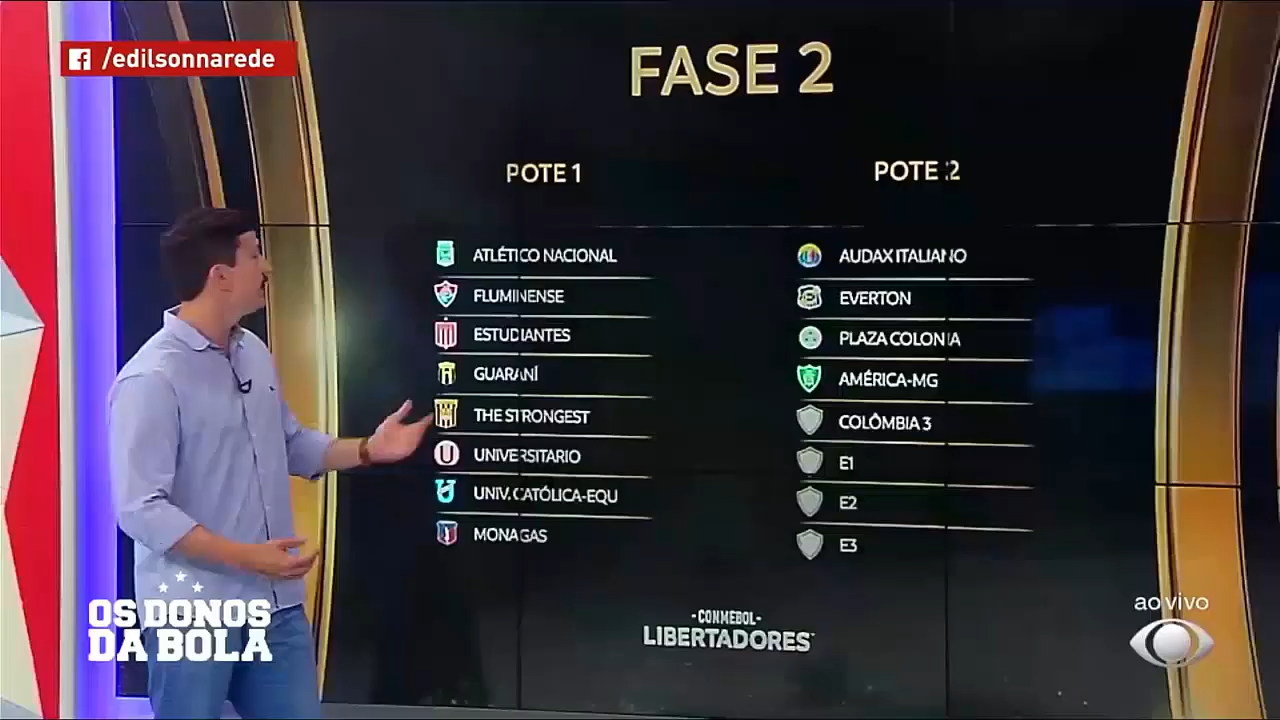 /edilsonnarede
FASE 2
POTE 1
ATLÉTICO NACIONAL
FLUMINENSE
ESTUDIANTES
GUARANÍ
THE STRONGEST
UNIVERSITARIO
UNIV. CATÓLICA-EQU
MONAGAS
POTE 2
AUDAX ITALIANO
EVERTON
PLAZA COLONIA
AMÉRICA-MG
COLÔMBIA 3
E1
E2
E3
-CONMEBOL-
LIBERTADORES
OS DONOS
DA BOLA
ao vivo